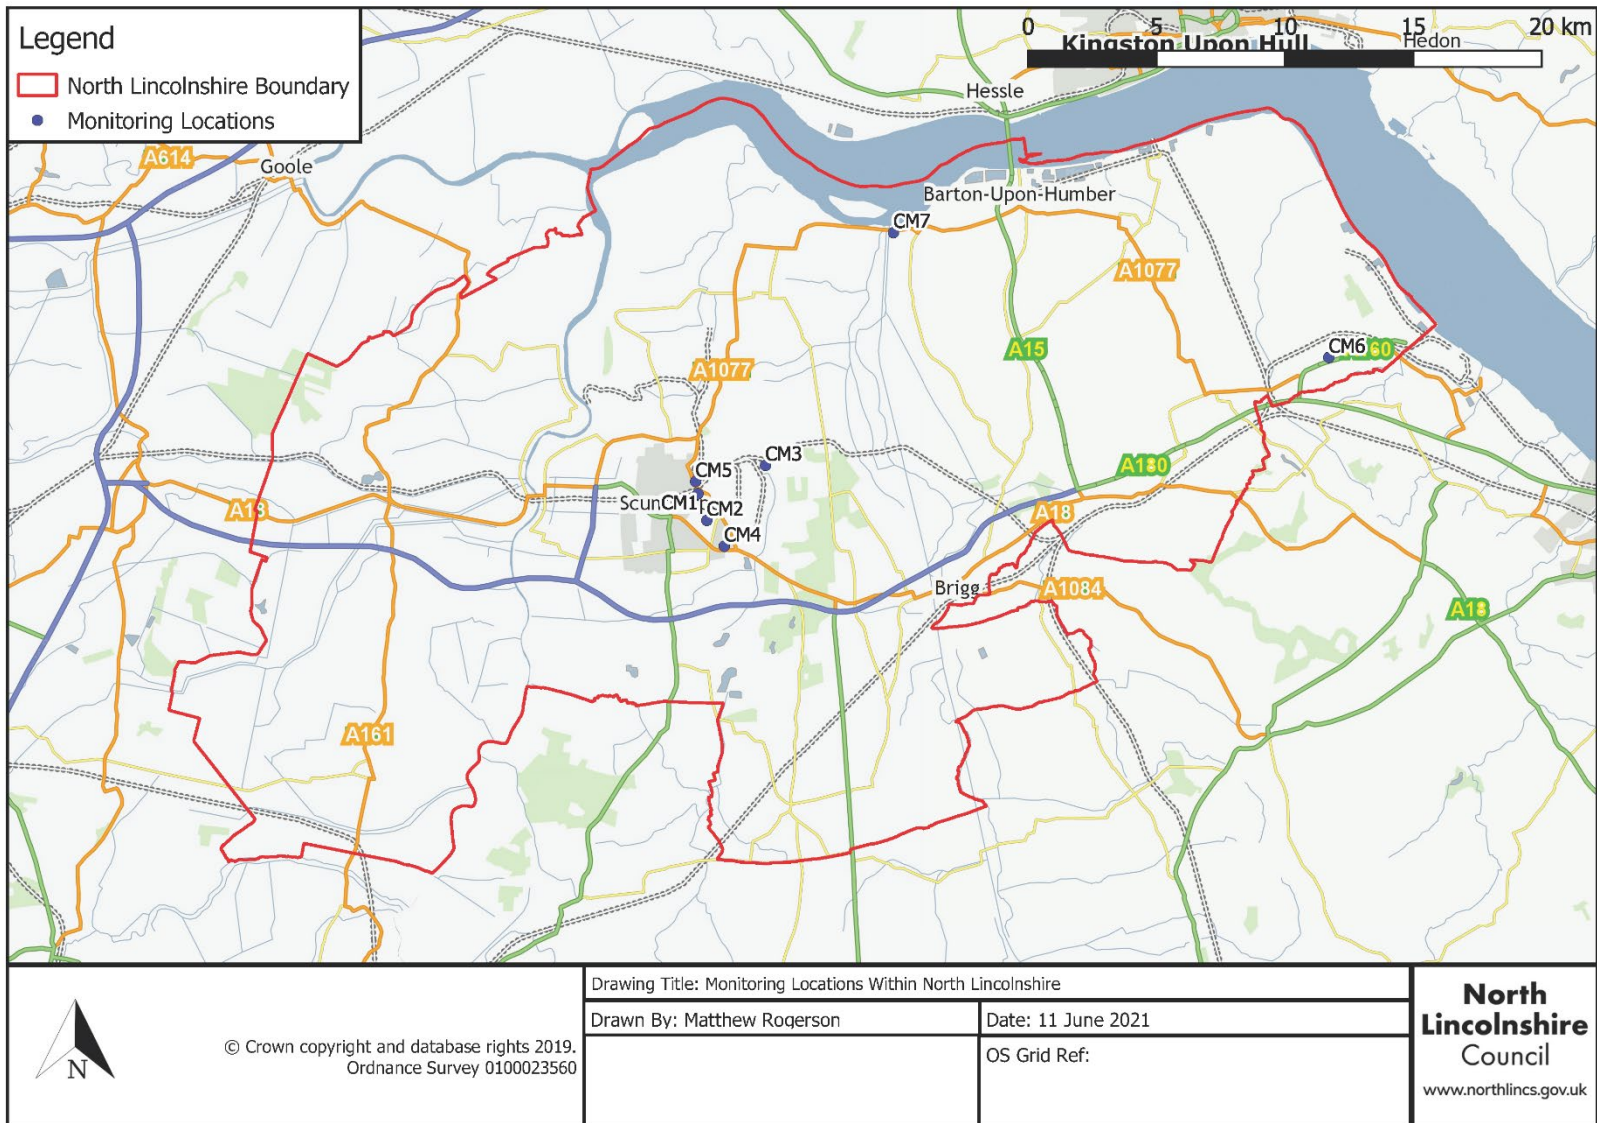 Legend
North Lincolnshire Boundary
Monitoring Locations
0 5 10 15 20 km
Kingston Upon Hull
Hedon
Hessle
A614
Goole
Barton-Upon-Humber
CM7
A1077
A15
CM6
A1077
CM3
CM5
A180
CM1
CM2
A18
A18
CM4
Brigg
A1084
A18
A161
Drawing Title: Monitoring Locations Within North Lincolnshire
Drawn By: Matthew Rogerson
Date: 11 June 2021
OS Grid Ref:
N
© Crown copyright and database rights 2019.
Ordnance Survey 0100023560
North
Lincolnshire
Council
www.northlincs.gov.uk